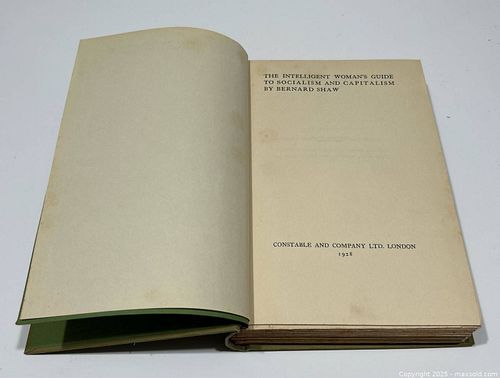 THE INTELLIGENT WOMAN'S GUIDE
TO SOCIALISM AND CAPITALISM
BY BERNARD SHAW
CONSTABLE AND COMPANY LTD. LONDON
1928
Copyright 2025 - maxsold.com